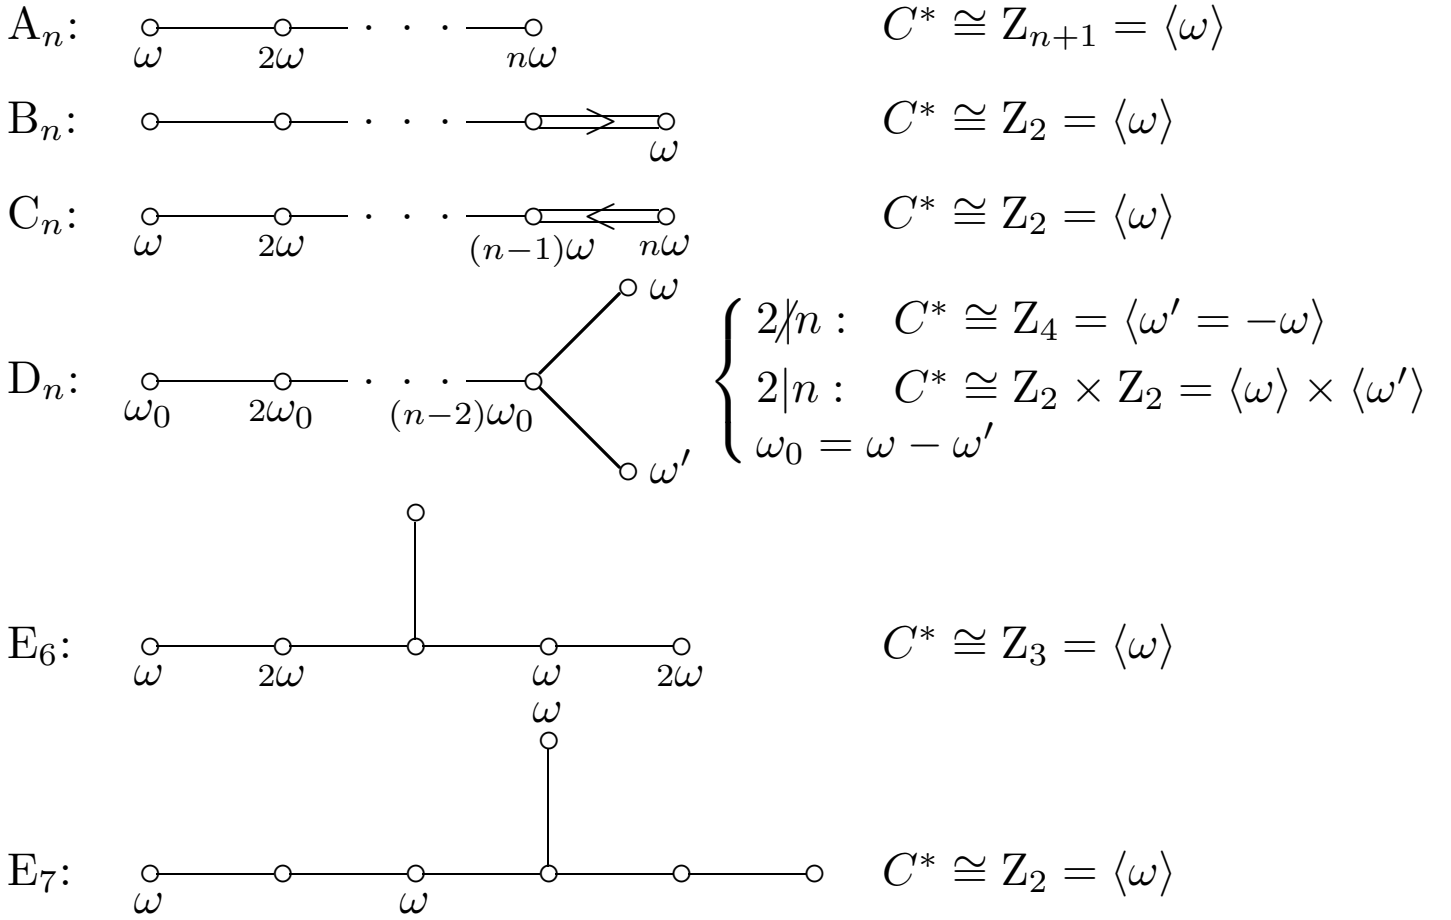 Aₙ: ω 2ω · · · nω C* ≅ Zₙ₊₁ = ⟨ω⟩
Bₙ: · · · ω C* ≅ Z₂ = ⟨ω⟩
Cₙ: ω 2ω · · · (n−1)ω nω C* ≅ Z₂ = ⟨ω⟩
ω
2∤n : C* ≅ Z₄ = ⟨ω′ = −ω⟩
Dₙ: ω₀ 2ω₀ · · · (n−2)ω₀ 2|n : C* ≅ Z₂ × Z₂ = ⟨ω⟩ × ⟨ω′⟩
ω₀ = ω − ω′
ω′
E₆: ω 2ω ω 2ω C* ≅ Z₃ = ⟨ω⟩
ω
E₇: ω ω C* ≅ Z₂ = ⟨ω⟩